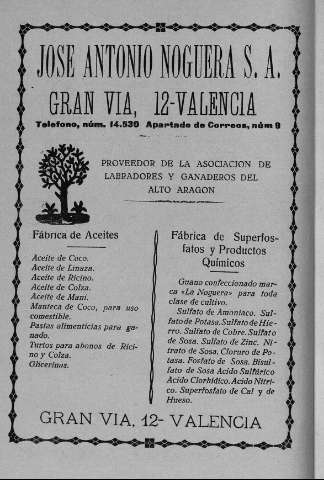 JOSE ANTONIO NOGUERA S. A.
GRAN VIA, 12-VALENCIA
Telefono, núm. 14.530 Apartado de Correos, núm 9
PROVEEDOR DE LA ASOCIACION DE
LABRADORES Y GANADEROS DEL
ALTO ARAGON
Fábrica de Aceites
Aceite de Coco.
Aceite de Linaza.
Aceite de Ricino.
Aceite de Colza.
Aceite de Maní.
Manteca de Coco, para uso
comestible.
Pastas alimenticias para ga-
nado.
Turtos para abonos de Rici-
no y Colza.
Glicerinas.
Fábrica de Superfos-
fatos y Productos
Químicos
Guano confeccionado mar-
ca «La Noguera» para toda
clase de cultivo.
Sulfato de Amoniaco. Sul-
fato de Potasa. Sulfato de Hie-
rro. Sulfato de Cobre. Sulfato
de Sosa. Sulfato de Zinc. Ni-
trato de Sosa. Cloruro de Po-
tasa. Fosfato de Sosa. Bisul-
fato de Sosa Acido Sulfúrico
Acido Clorhídico. Acido Nítri-
co. Superfosfato de Cal y de
Hueso.
GRAN VIA, 12- VALENCIA